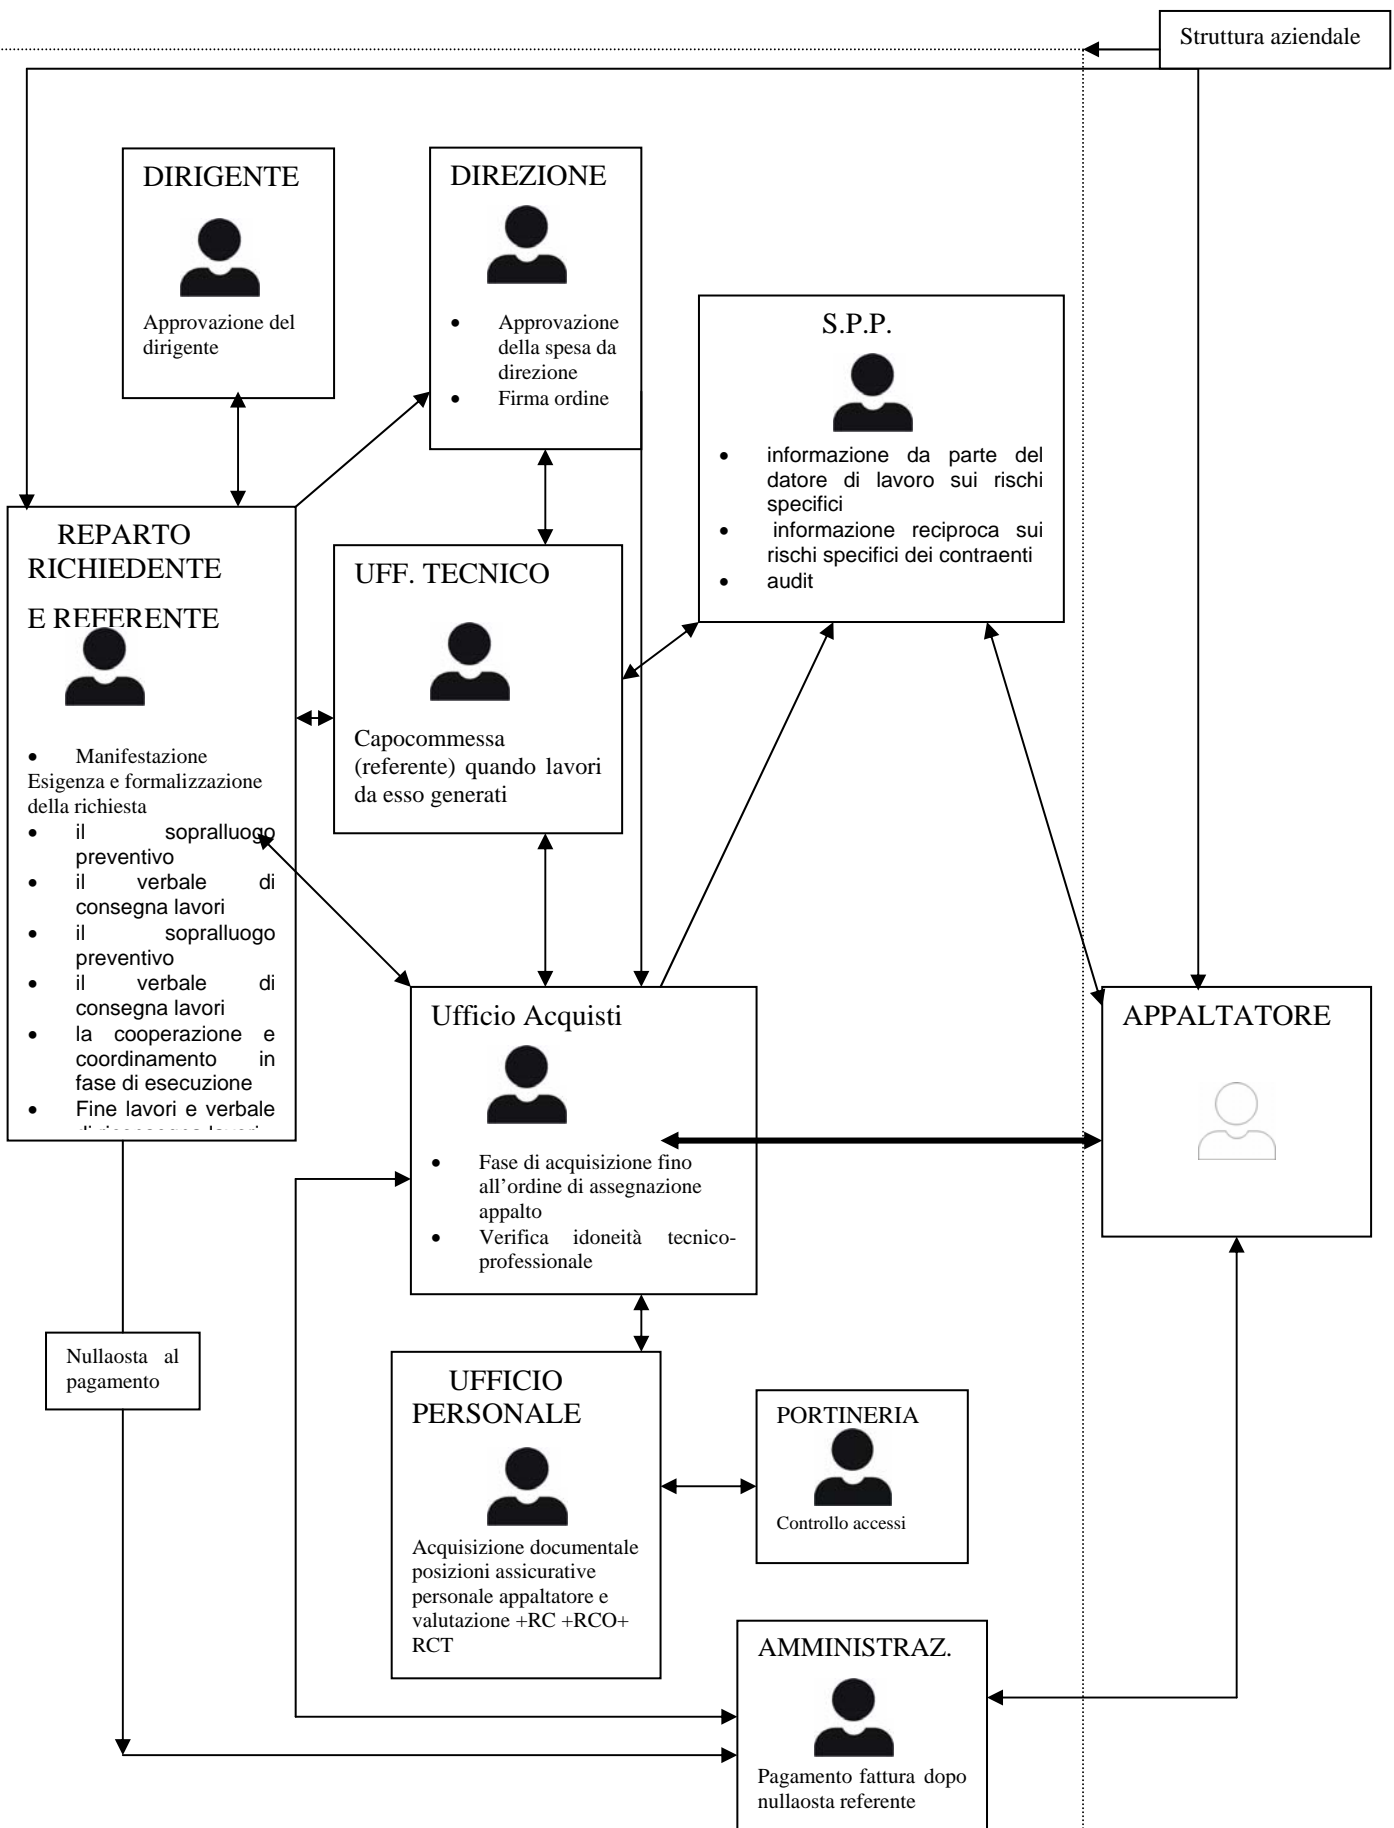 Struttura aziendale
DIRIGENTE
Approvazione del
dirigente
DIREZIONE
• Approvazione
della spesa da
direzione
• Firma ordine
S.P.P.
• informazione da parte del
datore di lavoro sui rischi
specifici
• informazione reciproca sui
rischi specifici dei contraenti
• audit
REPARTO
RICHIEDENTE
E REFERENTE
• Manifestazione
Esigenza e formalizzazione
della richiesta
• il sopralluogo
preventivo
• il verbale di
consegna lavori
• il sopralluogo
preventivo
• il verbale di
consegna lavori
• la cooperazione e
coordinamento in
fase di esecuzione
• Fine lavori e verbale
UFF. TECNICO
Capocommessa
(referente) quando lavori
da esso generati
Ufficio Acquisti
• Fase di acquisizione fino
all’ordine di assegnazione
appalto
• Verifica idoneità tecnico-
professionale
APPALTATORE
Nullaosta al
pagamento
UFFICIO
PERSONALE
Acquisizione documentale
posizioni assicurative
personale appaltatore e
valutazione +RC +RCO+
RCT
PORTINERIA
Controllo accessi
AMMINISTRAZ.
Pagamento fattura dopo
nullaosta referente